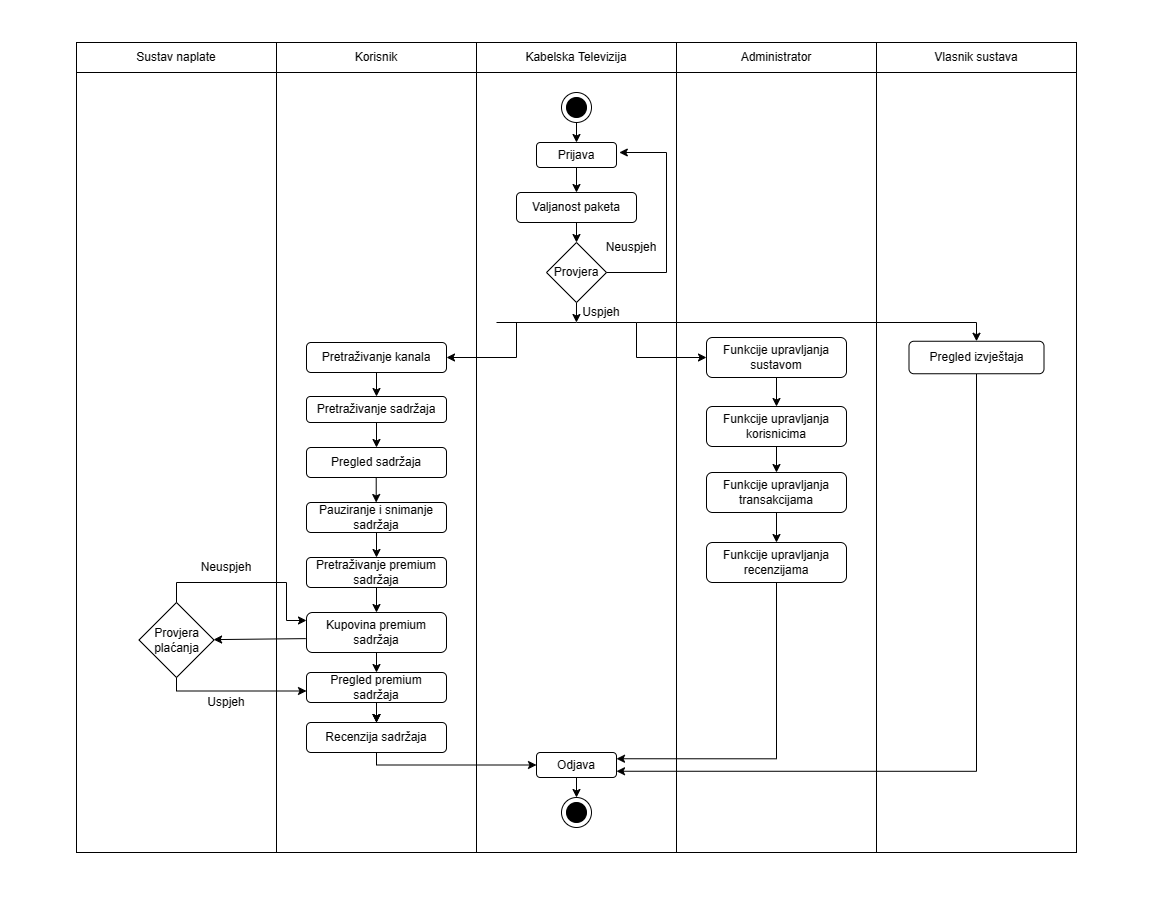 Sustav naplate
Korisnik
Kabelska Televizija
Administrator
Vlasnik sustava
Prijava
Valjanost paketa
Neuspjeh
Provjera
Uspjeh
Pretraživanje kanala
Funkcije upravljanja
sustavom
Pregled izvještaja
Pretraživanje sadržaja
Funkcije upravljanja
korisnicima
Pregled sadržaja
Funkcije upravljanja
transakcijama
Pauziranje i snimanje
sadržaja
Funkcije upravljanja
recenzijama
Pretraživanje premium
sadržaja
Neuspjeh
Kupovina premium
sadržaja
Provjera
plaćanja
Pregled premium
sadržaja
Uspjeh
Recenzija sadržaja
Odjava